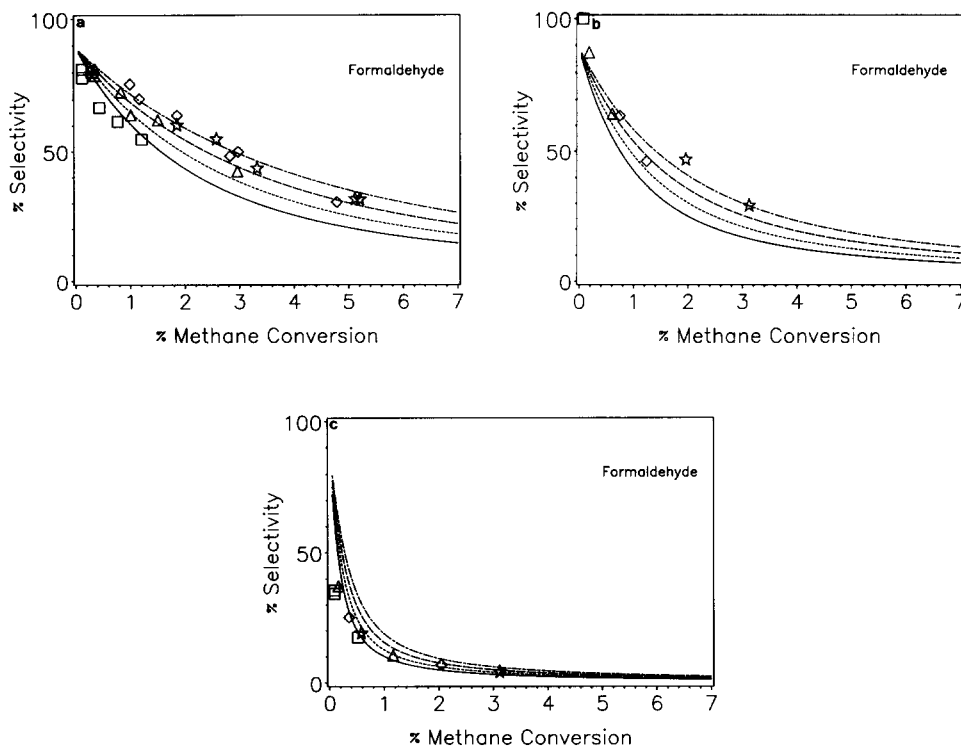 a
100
Formaldehyde
% Selectivity
50
0
0 1 2 3 4 5 6 7
% Methane Conversion
b
100
Formaldehyde
% Selectivity
50
0
0 1 2 3 4 5 6 7
% Methane Conversion
c
100
Formaldehyde
% Selectivity
50
0
0 1 2 3 4 5 6 7
% Methane Conversion